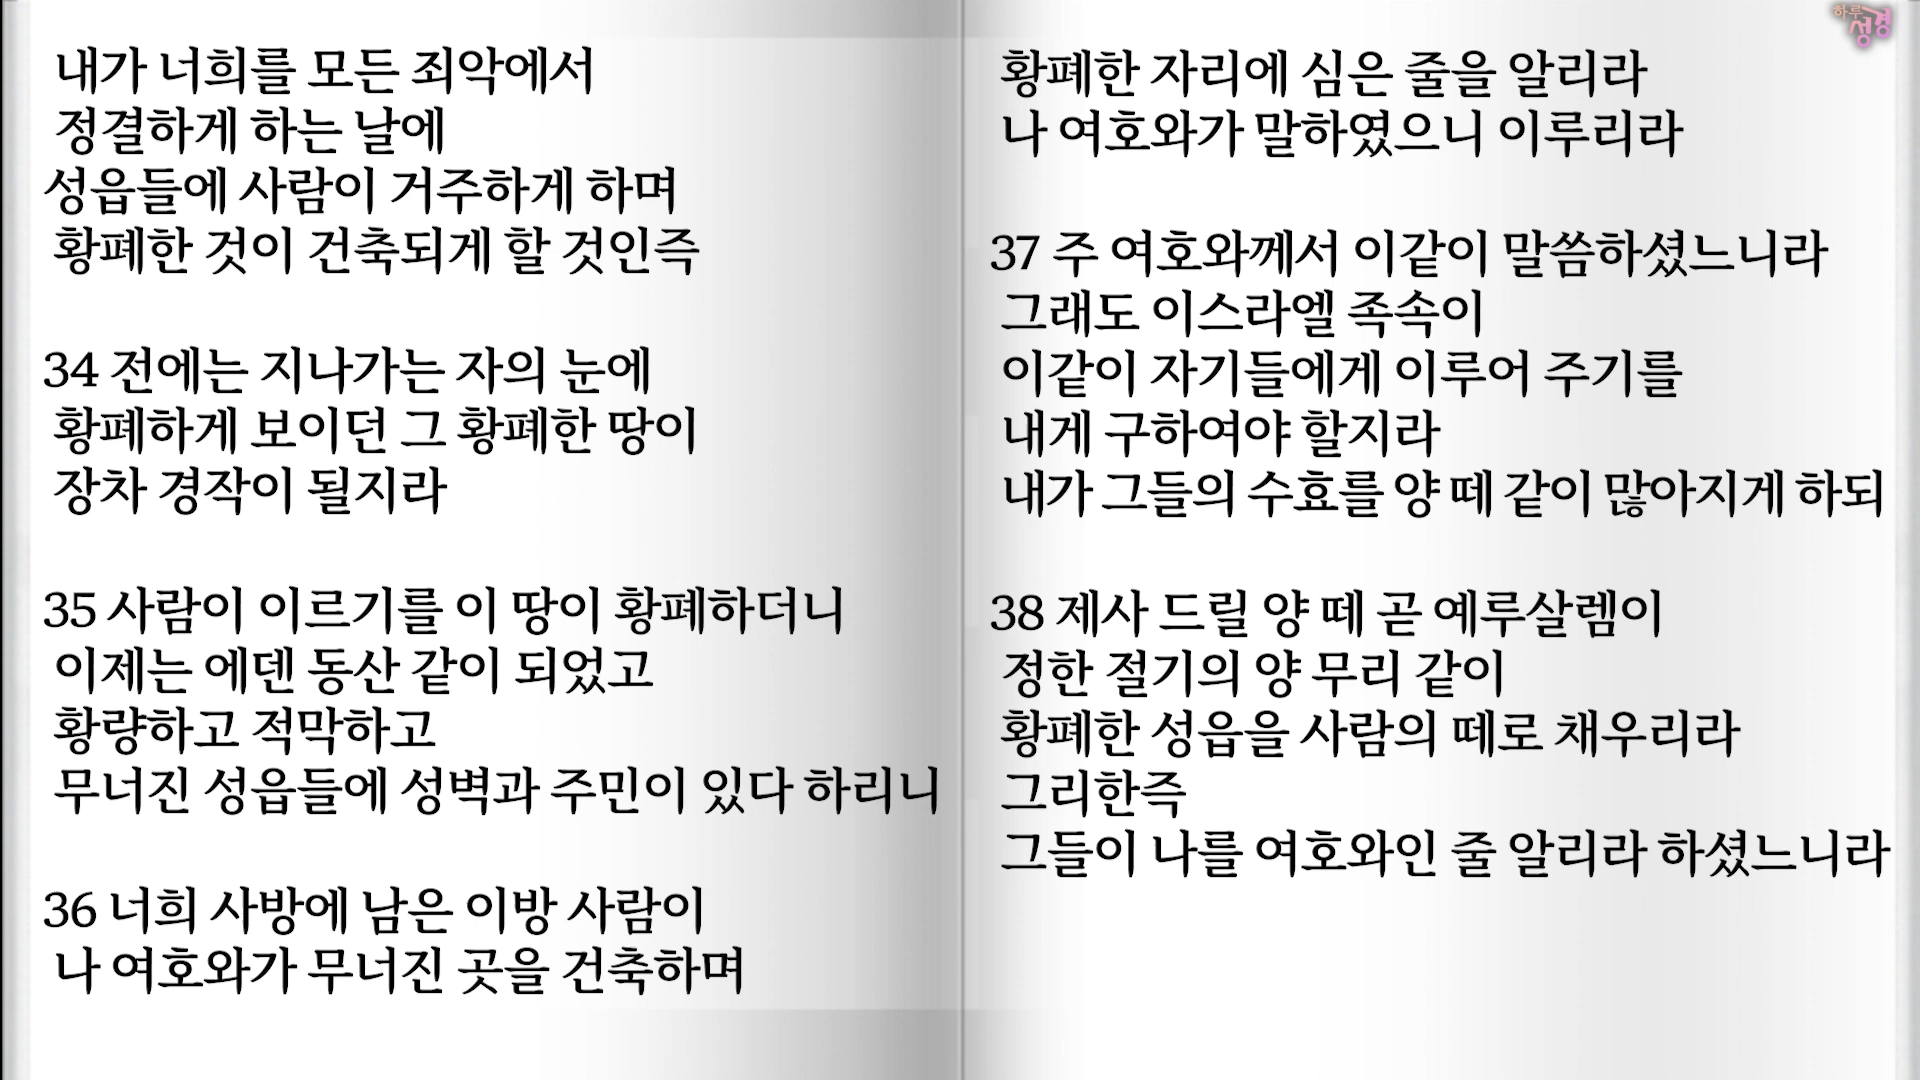 내가 너희를 모든 죄악에서
정결하게 하는 날에
성읍들에 사람이 거주하게 하며
황폐한 것이 건축되게 할 것인즉
34 전에는 지나가는 자의 눈에
황폐하게 보이던 그 황폐한 땅이
장차 경작이 될지라
35 사람이 이르기를 이 땅이 황폐하더니
이제는 에덴 동산 같이 되었고
황량하고 적막하고
무너진 성읍들에 성벽과 주민이 있다 하리니
36 너희 사방에 남은 이방 사람이
나 여호와가 무너진 곳을 건축하며
황폐한 자리에 심은 줄을 알리라
나 여호와가 말하였으니 이루리라
37 주 여호와께서 이같이 말씀하셨느니라
그래도 이스라엘 족속이
이같이 자기들에게 이루어 주기를
내게 구하여야 할지라
내가 그들의 수효를 양 떼 같이 많아지게 하되
38 제사 드릴 양 떼 곧 예루살렘이
정한 절기의 양 무리 같이
황폐한 성읍을 사람의 떼로 채우리라
그리한즉
그들이 나를 여호와인 줄 알리라 하셨느니라
하루
성경